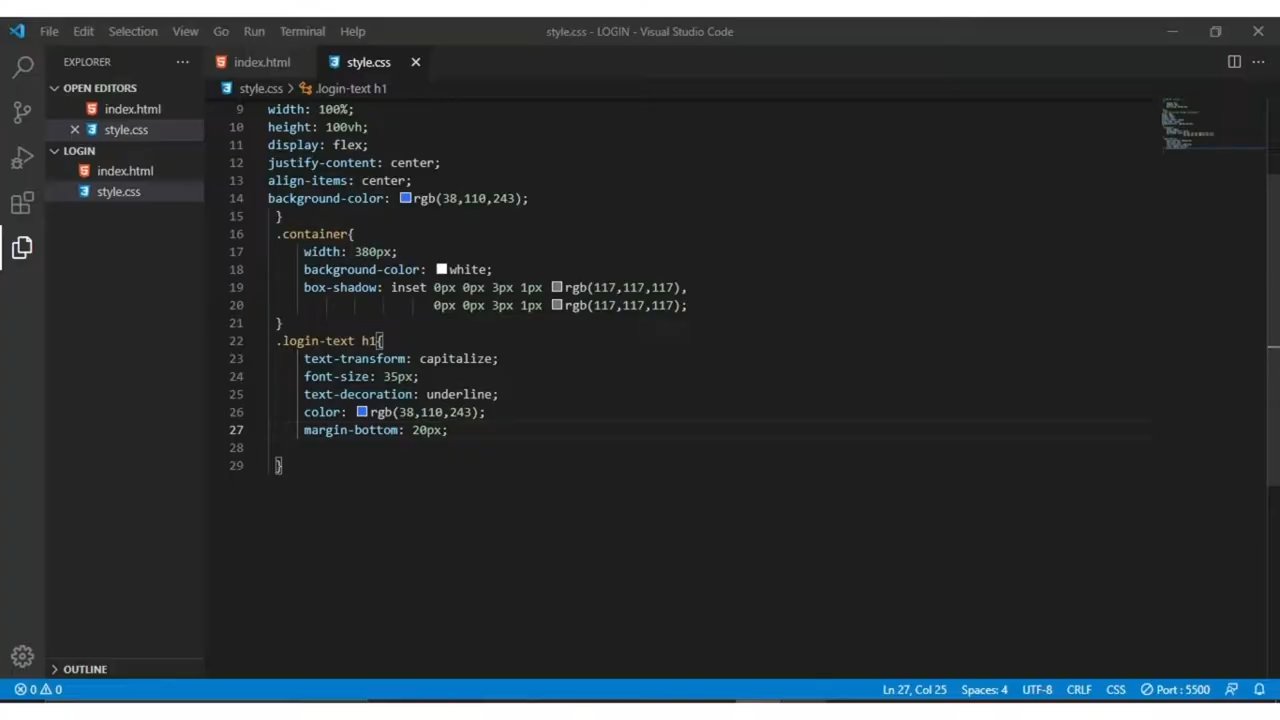 File Edit Selection View Go Run Terminal Help
style.css - LOGIN - Visual Studio Code
EXPLORER
index.html
style.css
OPEN EDITORS
index.html
style.css
LOGIN
index.html
style.css
OUTLINE
style.css > .login-text h1
9 width: 100%;
10 height: 100vh;
11 display: flex;
12 justify-content: center;
13 align-items: center;
14 background-color: rgb(38,110,243);
15 }
16 .container{
17 width: 380px;
18 background-color: white;
19 box-shadow: inset 0px 0px 3px 1px rgb(117,117,117),
20 0px 0px 3px 1px rgb(117,117,117);
21 }
22 .login-text h1{
23 text-transform: capitalize;
24 font-size: 35px;
25 text-decoration: underline;
26 color: rgb(38,110,243);
27 margin-bottom: 20px;
28
29 }
0 0 Ln 27, Col 25 Spaces: 4 UTF-8 CRLF CSS Port : 5500